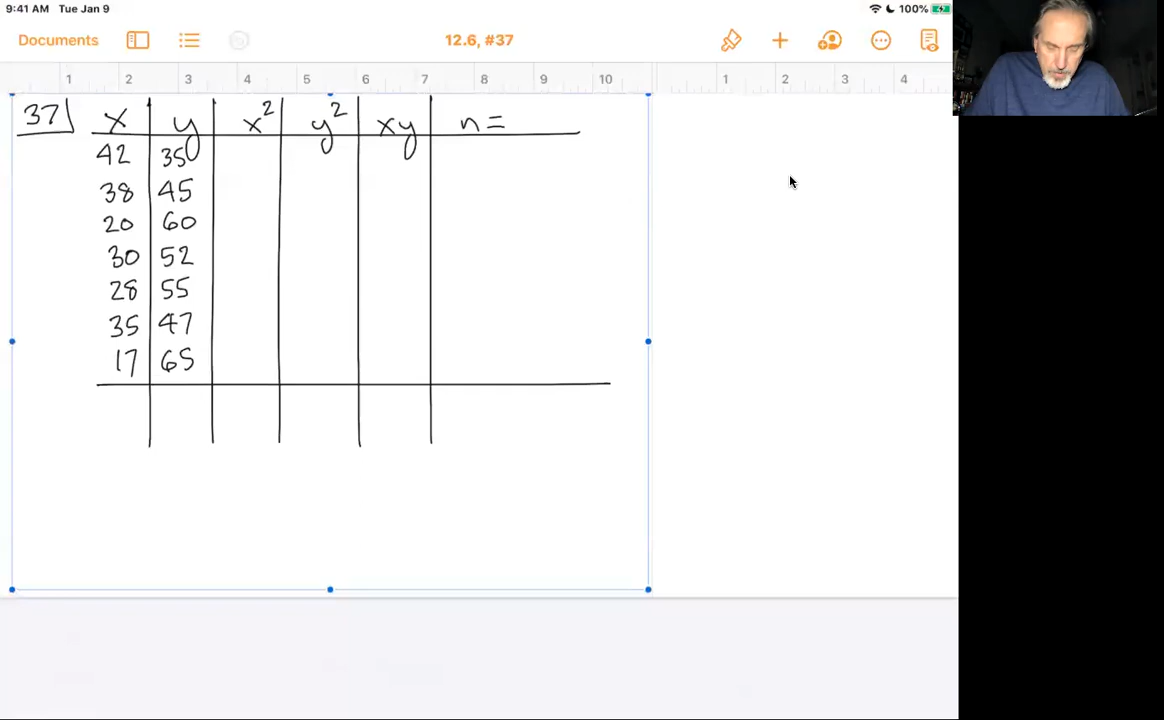 9:41 AM Tue Jan 9
100%
Documents
12.6, #37
1 2 3 4 5 6 7 8 9 10 1 2 3 4
37 x y x² y² xy n =
42 35
38 45
20 60
30 52
28 55
35 47
17 65